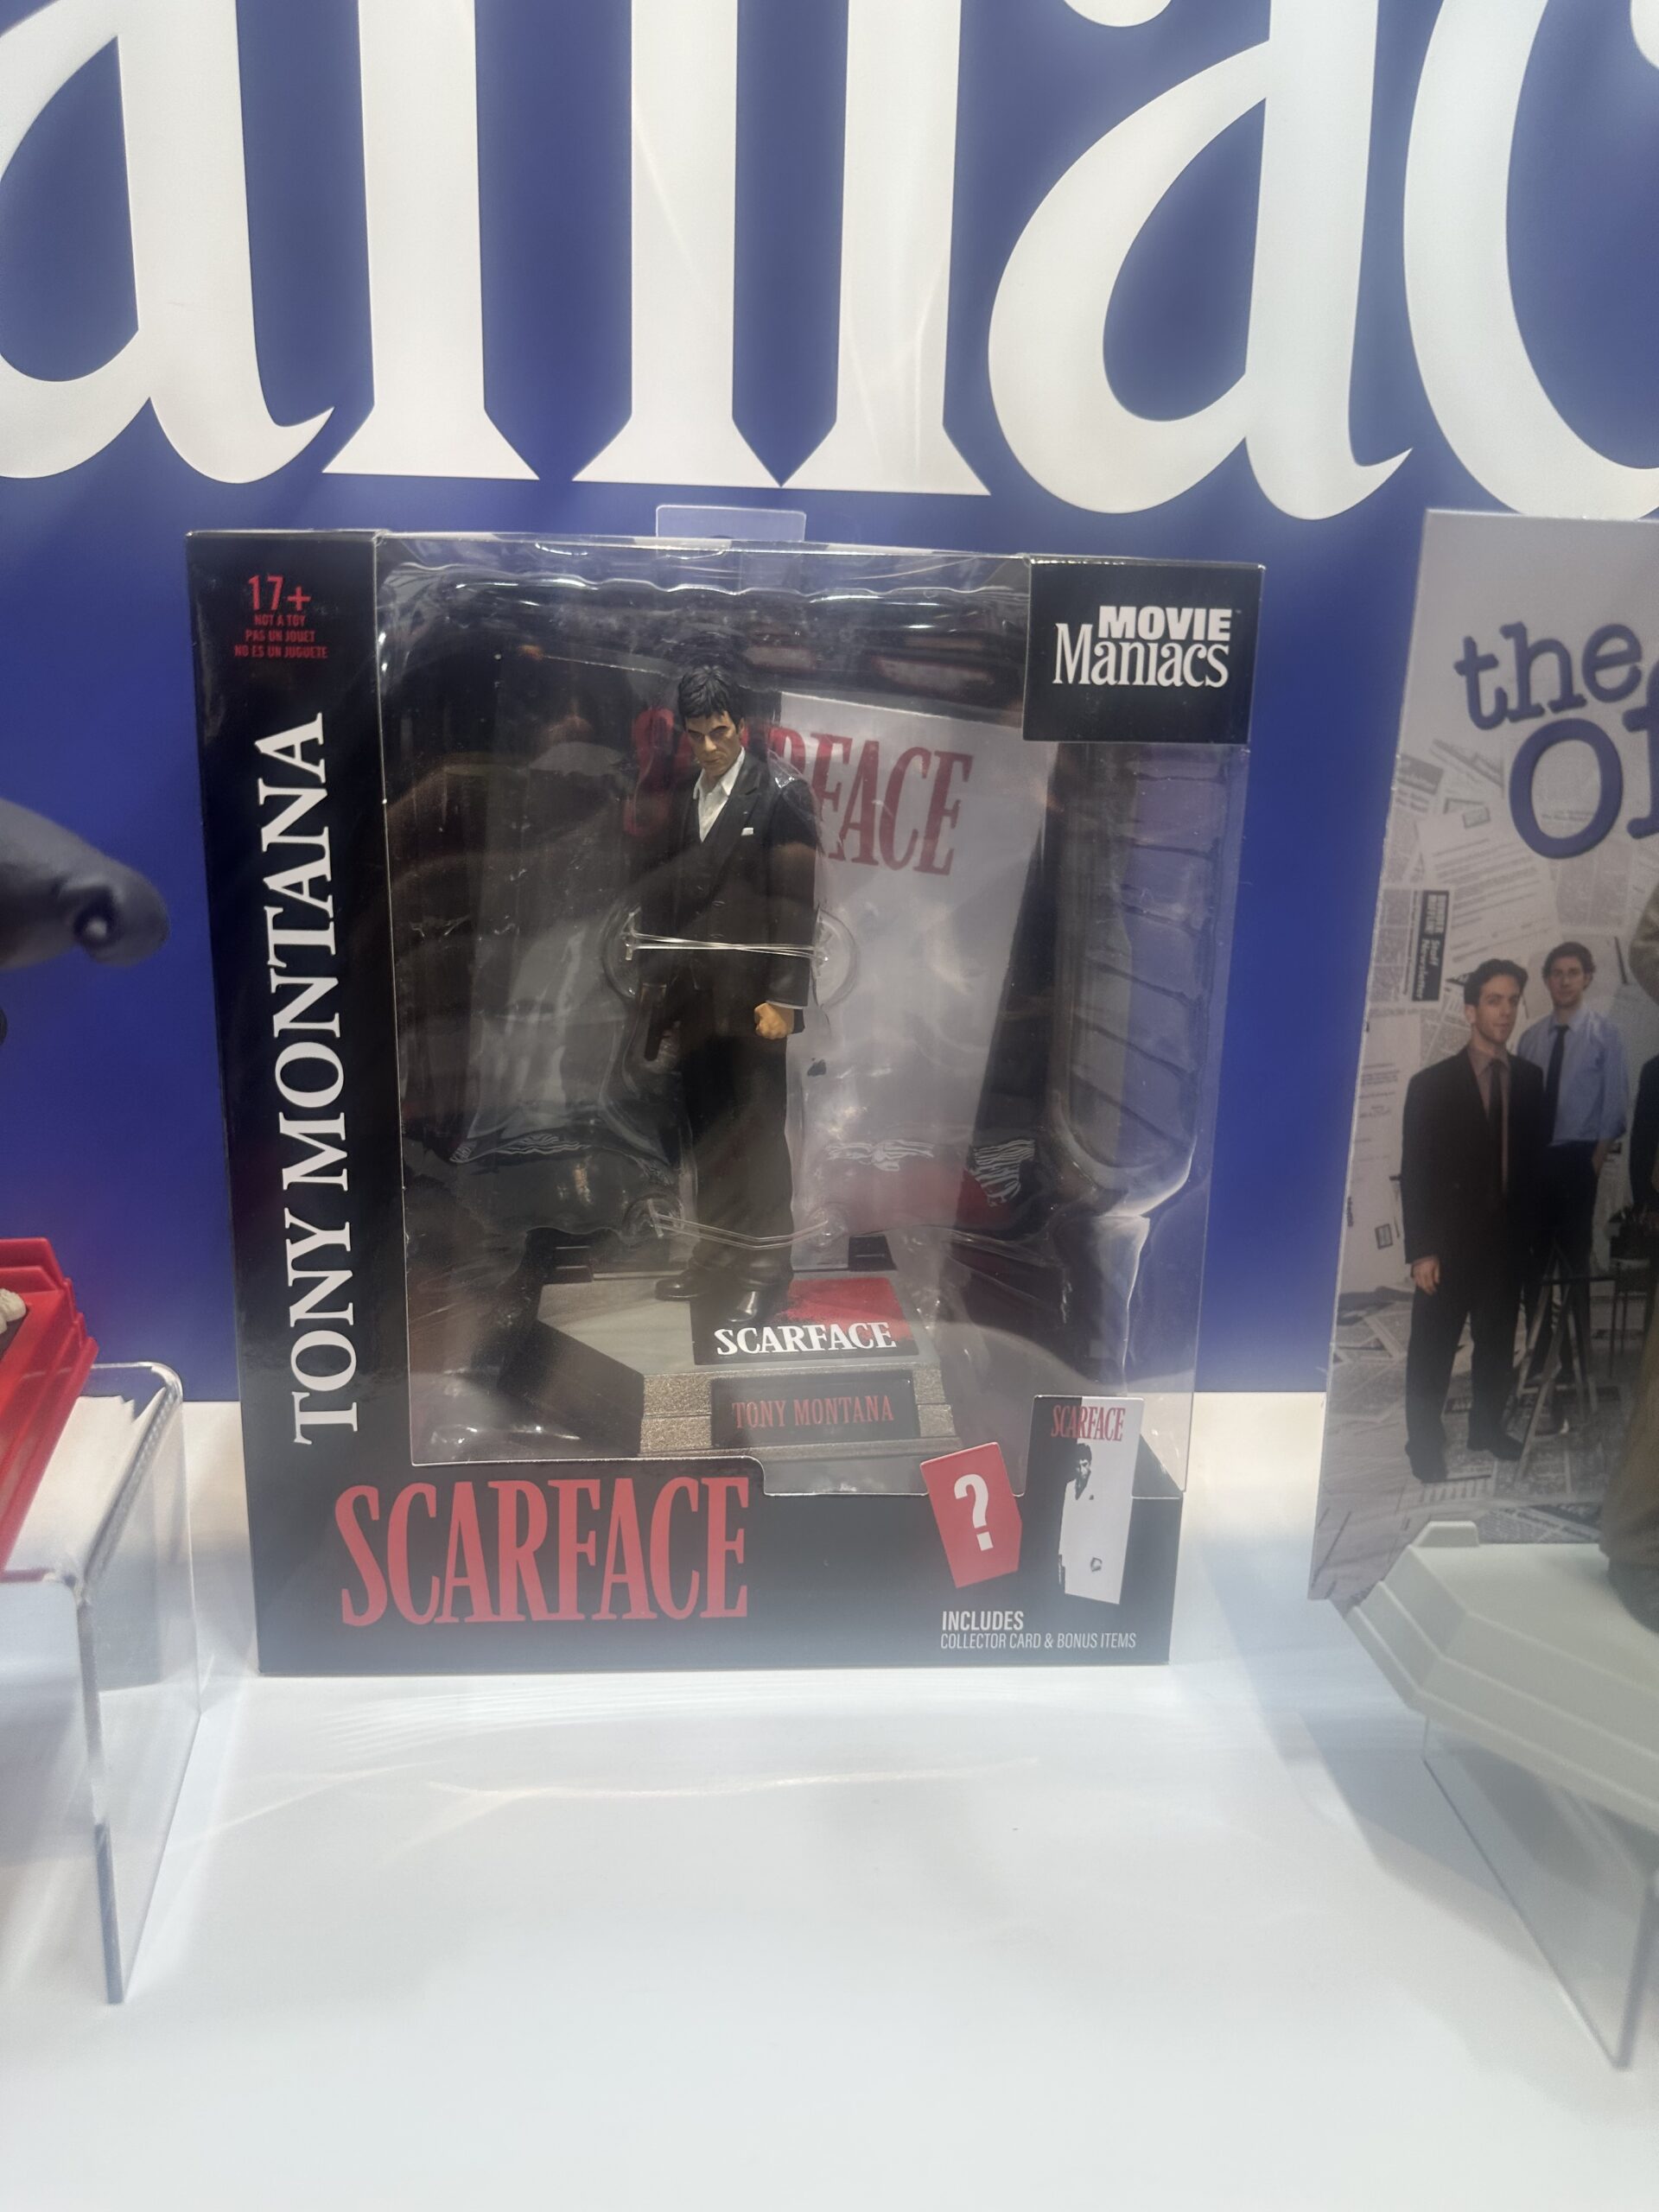 aniac
17+
NOT A TOY
PAS UN JOUET
NO ES UN JUGUETE
TONY MONTANA
MOVIE
Maniacs
SCARFACE
SCARFACE
TONY MONTANA
SCARFACE
?
SCARFACE
INCLUDES
COLLECTOR CARD & BONUS ITEMS
the
Of